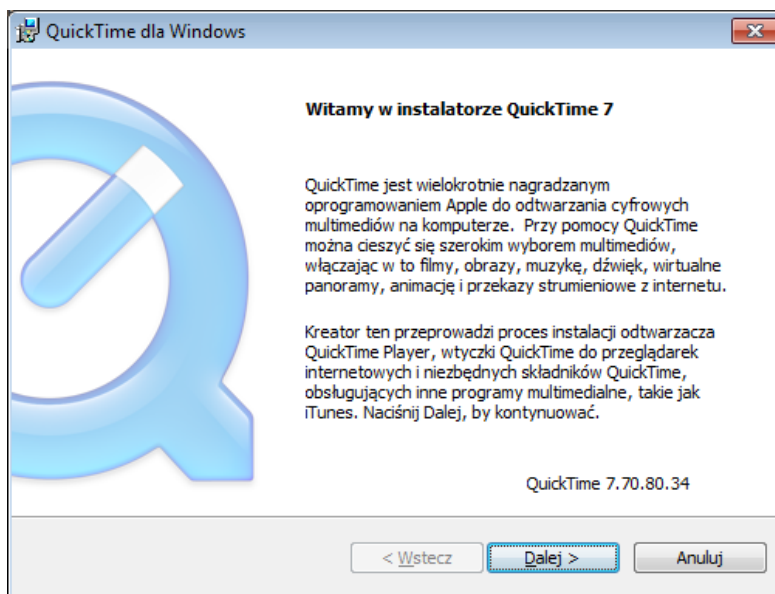 QuickTime dla Windows
Witamy w instalatorze QuickTime 7
QuickTime jest wielokrotnie nagradzanym
oprogramowaniem Apple do odtwarzania cyfrowych
multimediów na komputerze.  Przy pomocy QuickTime
można cieszyć się szerokim wyborem multimediów,
włączając w to filmy, obrazy, muzykę, dźwięk, wirtualne
panoramy, animację i przekazy strumieniowe z internetu.
Kreator ten przeprowadzi proces instalacji odtwarzacza
QuickTime Player, wtyczki QuickTime do przeglądarek
internetowych i niezbędnych składników QuickTime,
obsługujących inne programy multimedialne, takie jak
iTunes. Naciśnij Dalej, by kontynuować.
QuickTime 7.70.80.34
< Wstecz
Dalej >
Anuluj